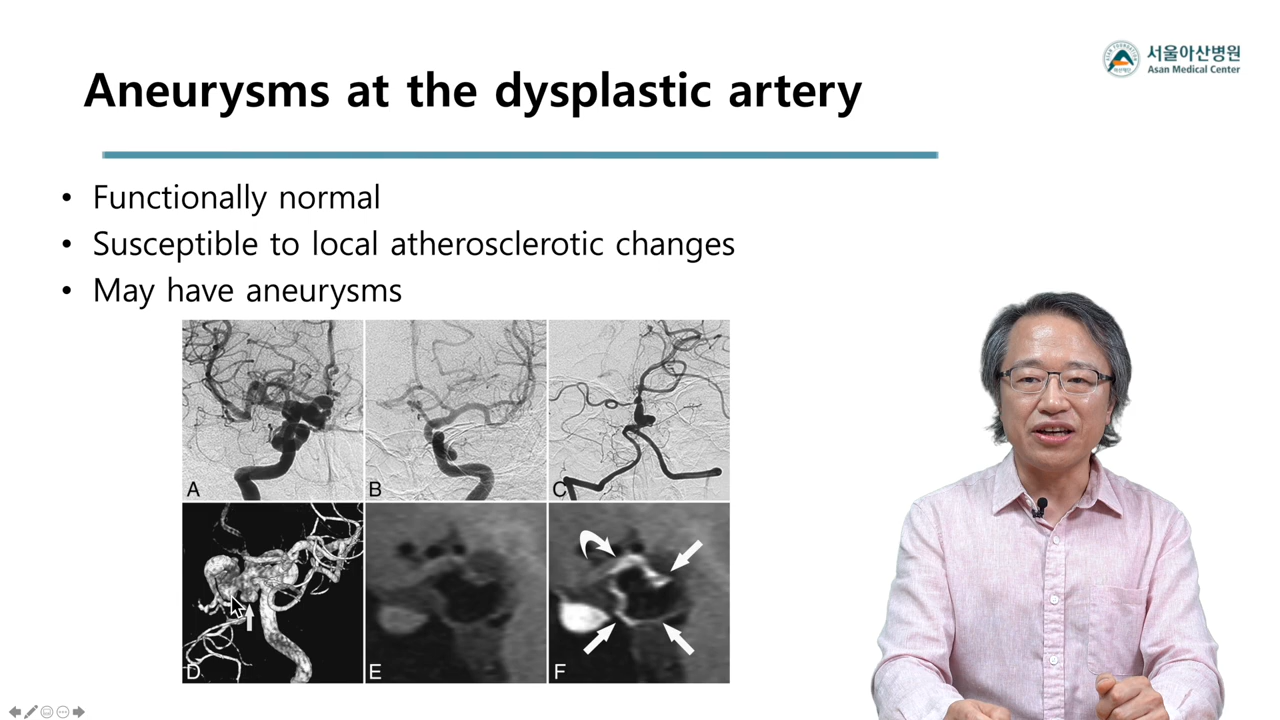 Aneurysms at the dysplastic artery
서울아산병원
Asan Medical Center
• Functionally normal
• Susceptible to local atherosclerotic changes
• May have aneurysms
A
B
C
D
E
F